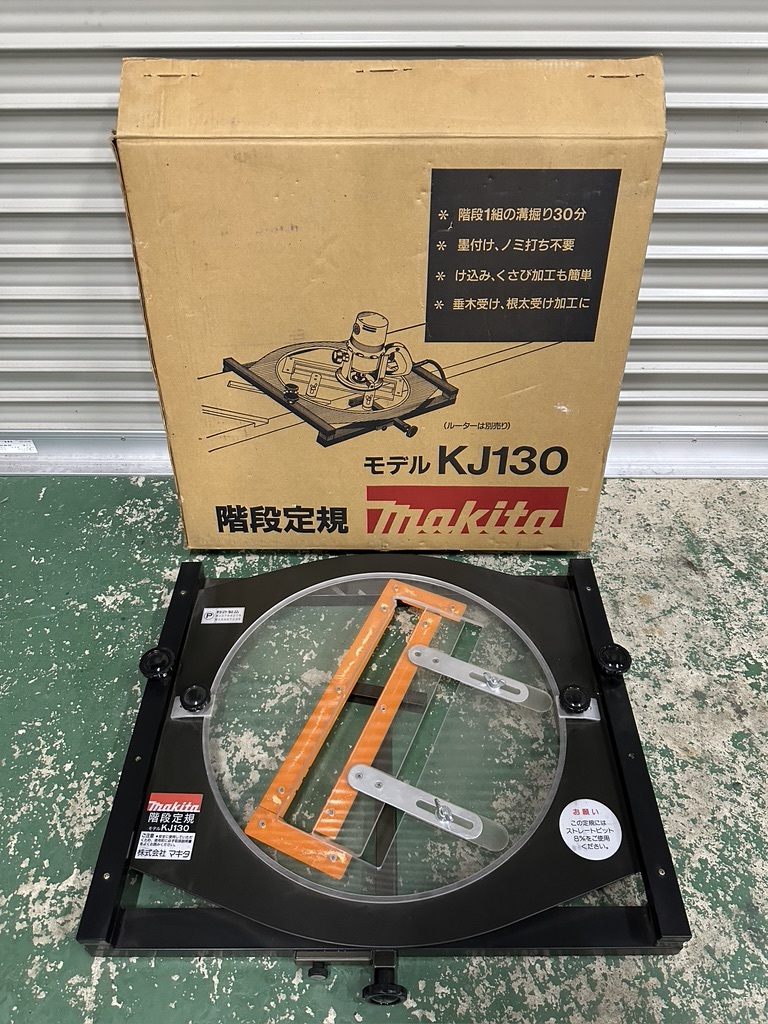 * 階段1組の溝掘り30分
* 墨付け、ノミ打ち不要
* け込み、くさび加工も簡単
* 垂木受け、根太受け加工に
(ルーターは別売り)
モデル KJ130
階段定規 makita
makita
階段定規
モデル KJ130
株式会社 マキタ
お願い
この定規には
ストレートビット
8㎜をご使用
ください。